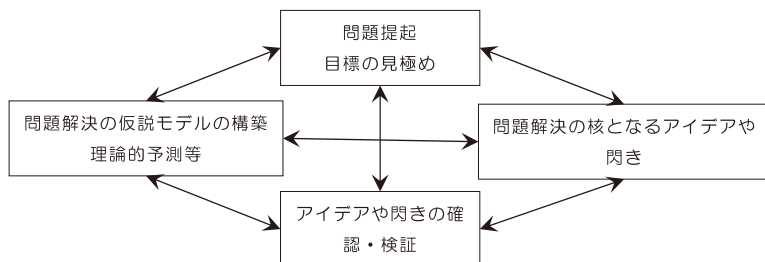 問題提起
目標の見極め
問題解決の仮説モデルの構築
理論的予測等
問題解決の核となるアイデアや
閃き
アイデアや閃きの確
認・検証